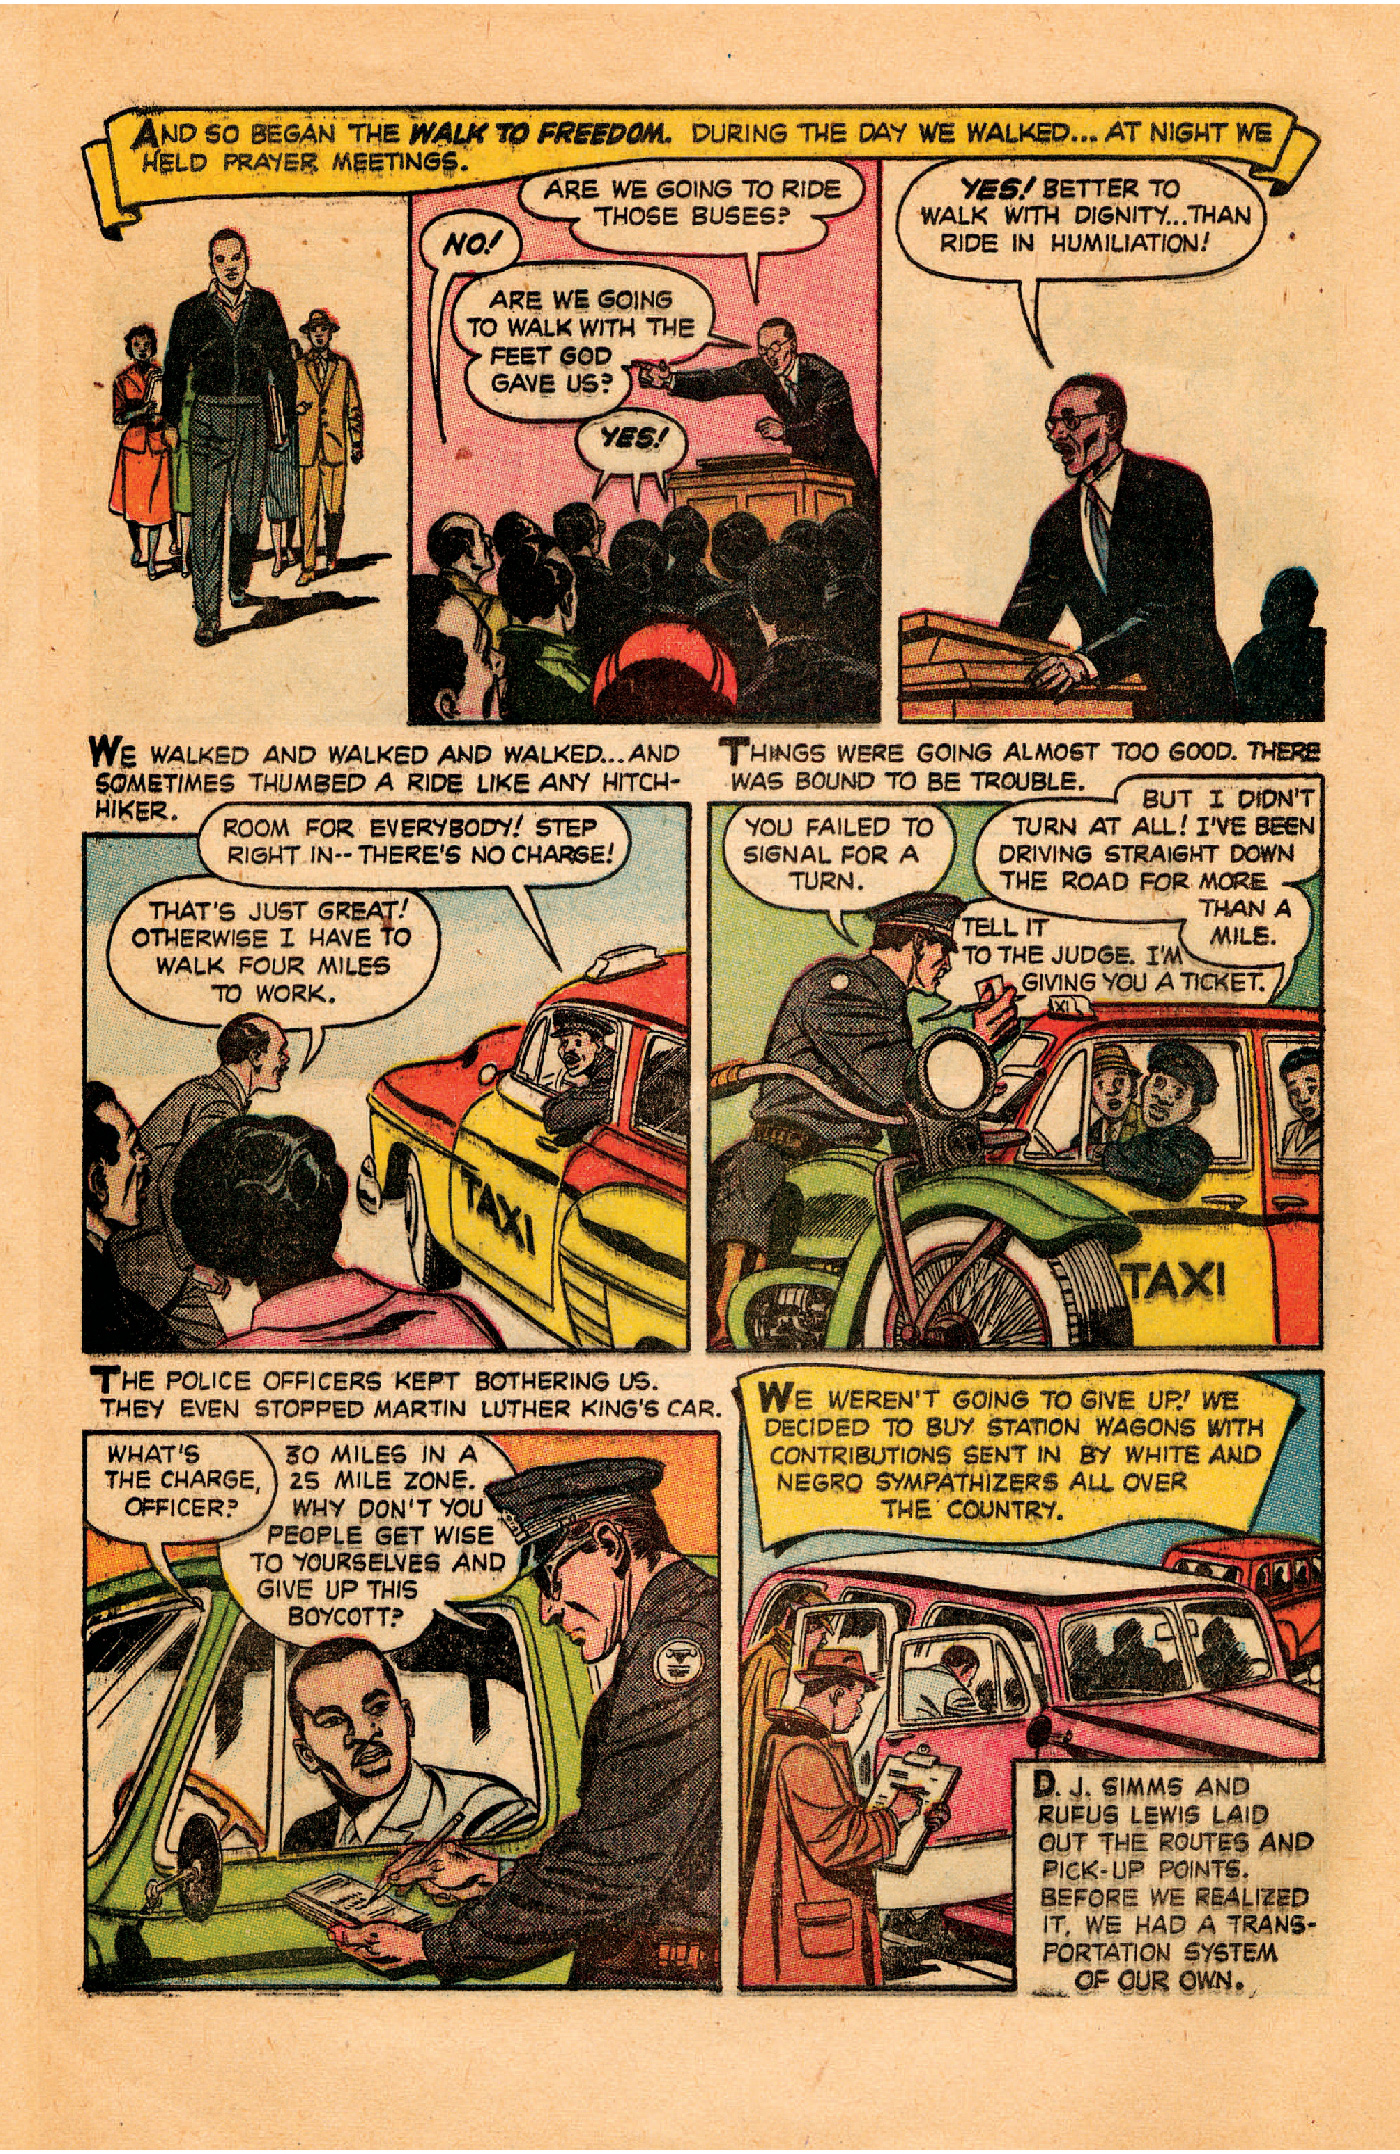 AND SO BEGAN THE WALK TO FREEDOM. DURING THE DAY WE WALKED... AT NIGHT WE
HELD PRAYER MEETINGS.
ARE WE GOING TO RIDE
THOSE BUSES?
NO!
ARE WE GOING
TO WALK WITH THE
FEET GOD
GAVE US?
YES!
YES! BETTER TO
WALK WITH DIGNITY...THAN
RIDE IN HUMILIATION!
WE WALKED AND WALKED AND WALKED...AND
SOMETIMES THUMBED A RIDE LIKE ANY HITCH-
HIKER.
ROOM FOR EVERYBODY! STEP
RIGHT IN-- THERE'S NO CHARGE!
THAT'S JUST GREAT!
OTHERWISE I HAVE TO
WALK FOUR MILES
TO WORK.
TAXI
THINGS WERE GOING ALMOST TOO GOOD. THERE
WAS BOUND TO BE TROUBLE.
YOU FAILED TO
SIGNAL FOR A
TURN.
BUT I DIDN'T
TURN AT ALL! I'VE BEEN
DRIVING STRAIGHT DOWN
THE ROAD FOR MORE
THAN A
MILE.
TELL IT
TO THE JUDGE. I'M
GIVING YOU A TICKET.
XI
TAXI
THE POLICE OFFICERS KEPT BOTHERING US.
THEY EVEN STOPPED MARTIN LUTHER KING'S CAR.
WHAT'S
THE CHARGE,
OFFICER?
30 MILES IN A
25 MILE ZONE.
WHY DON'T YOU
PEOPLE GET WISE
TO YOURSELVES AND
GIVE UP THIS
BOYCOTT?
WE WEREN'T GOING TO GIVE UP! WE
DECIDED TO BUY STATION WAGONS WITH
CONTRIBUTIONS SENT IN BY WHITE AND
NEGRO SYMPATHIZERS ALL OVER
THE COUNTRY.
D. J. SIMMS AND
RUFUS LEWIS LAID
OUT THE ROUTES AND
PICK-UP POINTS.
BEFORE WE REALIZED
IT, WE HAD A TRANS-
PORTATION SYSTEM
OF OUR OWN.